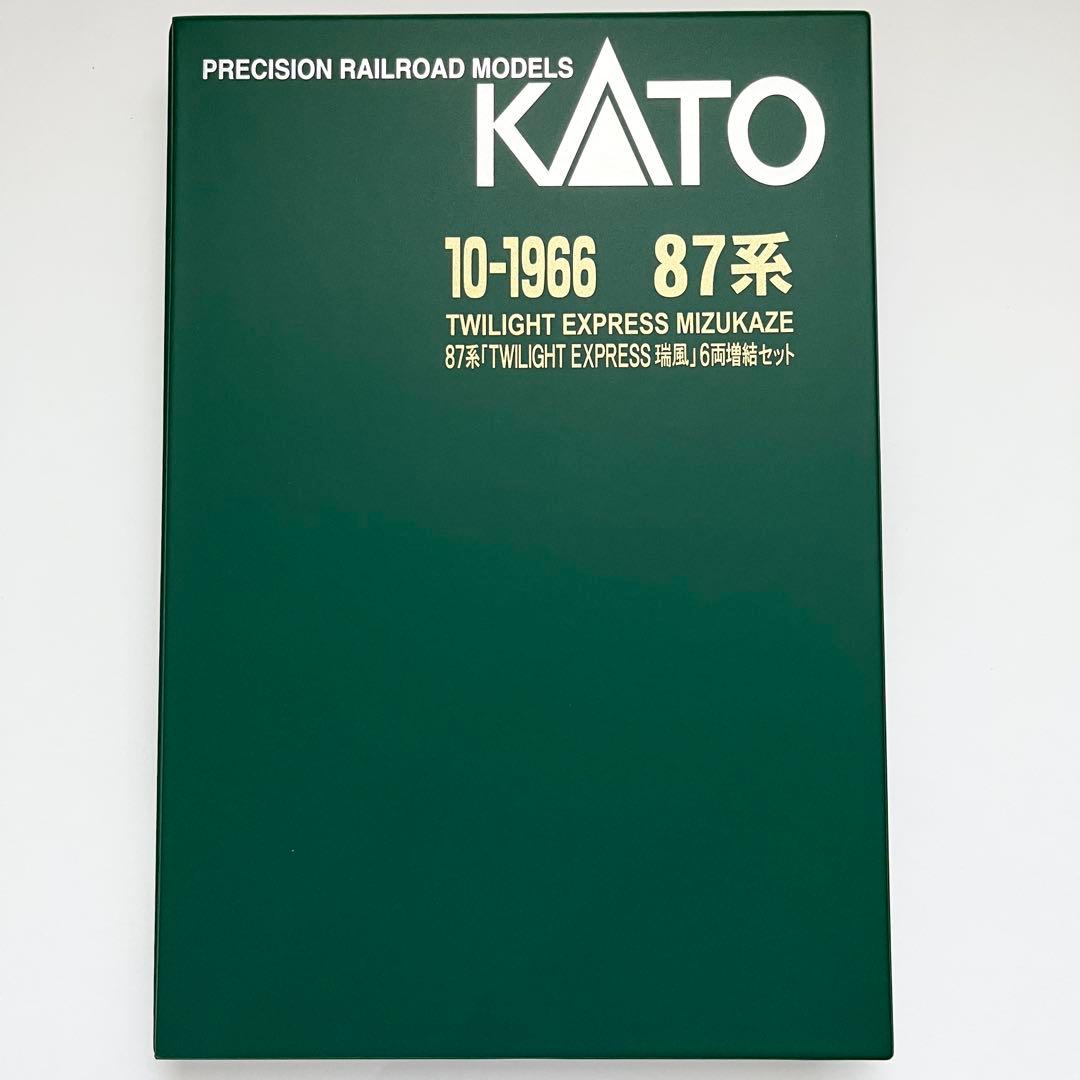 PRECISION RAILROAD MODELS
KATO
10-1966 87系
TWILIGHT EXPRESS MIZUKAZE
87系「TWILIGHT EXPRESS 瑞風」6両増結セット